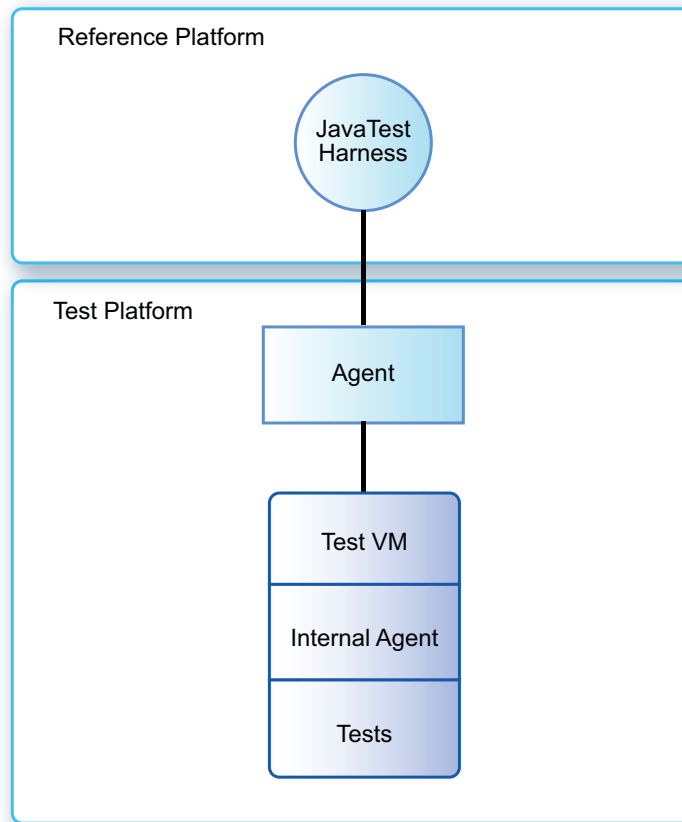 Reference Platform
JavaTest
Harness
Test Platform
Agent
Test VM
Internal Agent
Tests